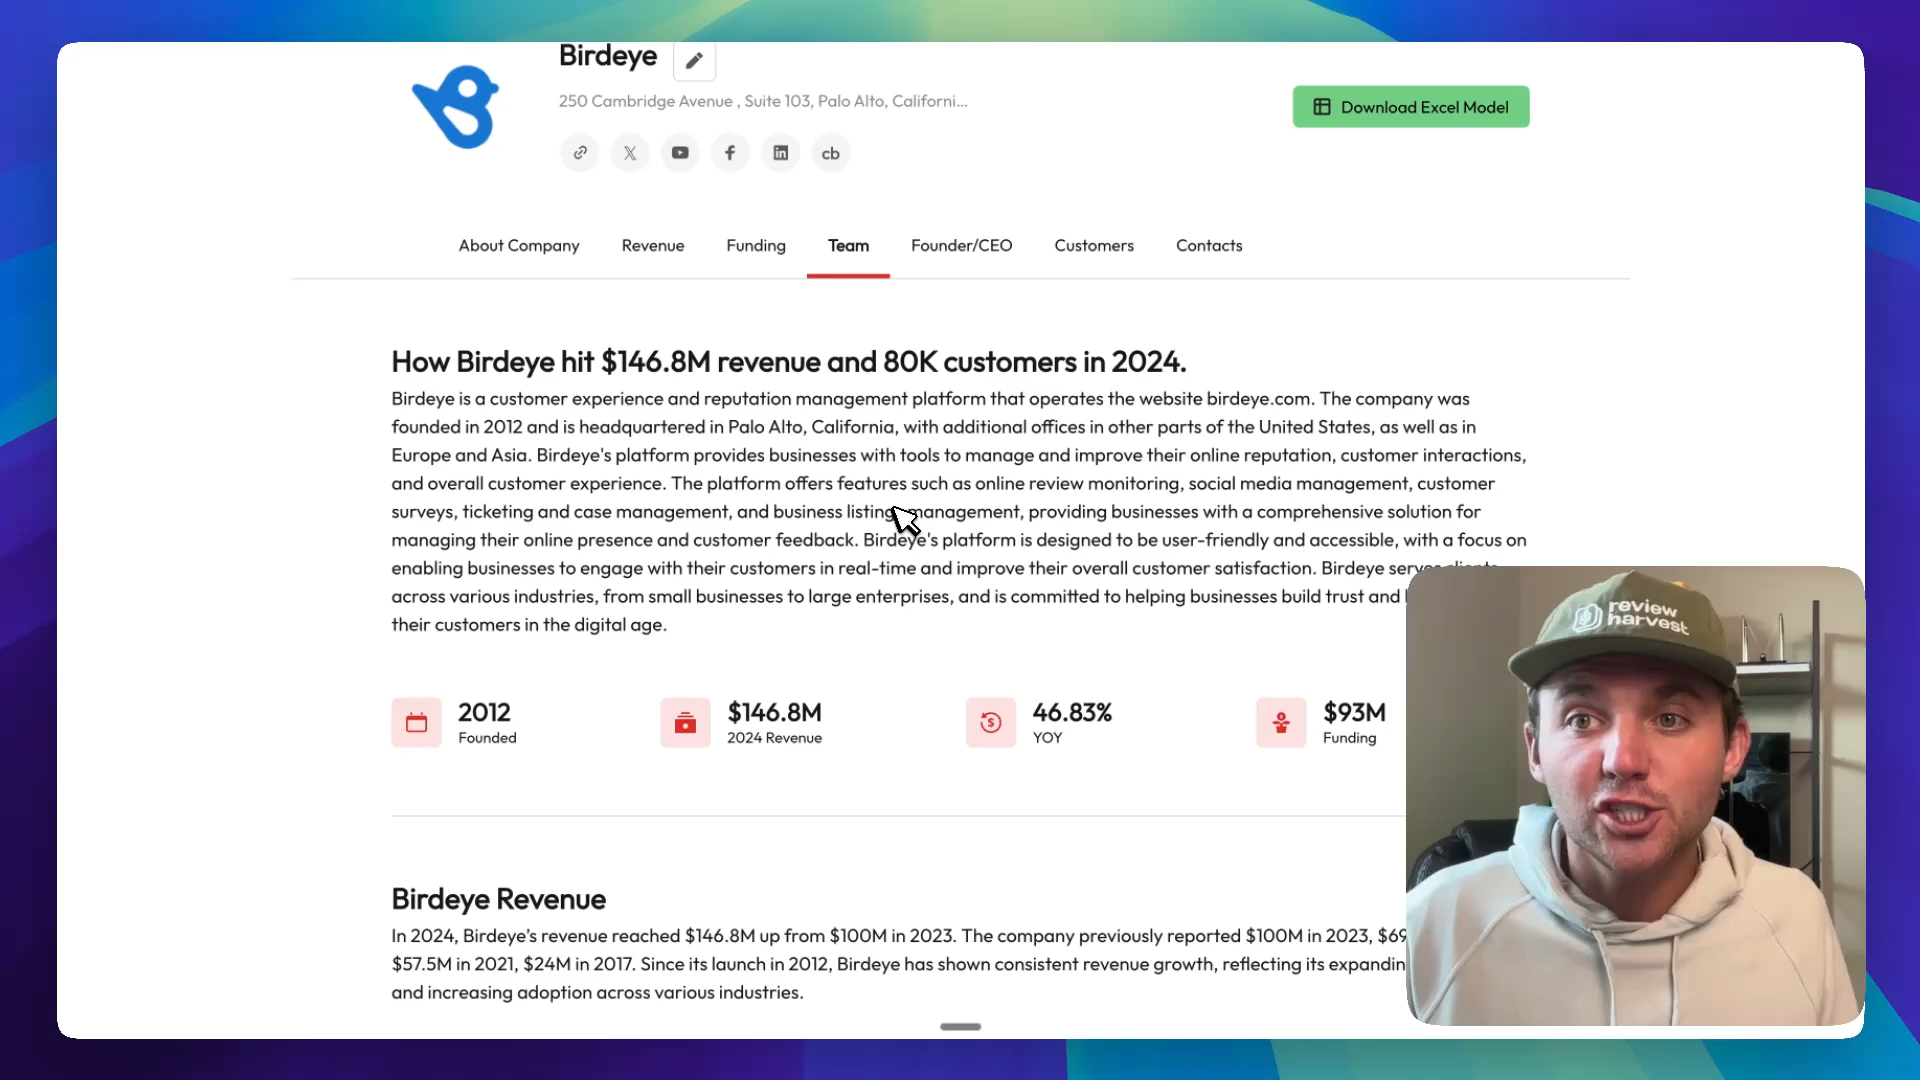 Birdeye
250 Cambridge Avenue , Suite 103, Palo Alto, Californi...
Download Excel Model
cb
About Company
Revenue
Funding
Team
Founder/CEO
Customers
Contacts
How Birdeye hit $146.8M revenue and 80K customers in 2024.
Birdeye is a customer experience and reputation management platform that operates the website birdeye.com. The company was
founded in 2012 and is headquartered in Palo Alto, California, with additional offices in other parts of the United States, as well as in
Europe and Asia. Birdeye's platform provides businesses with tools to manage and improve their online reputation, customer interactions,
and overall customer experience. The platform offers features such as online review monitoring, social media management, customer
surveys, ticketing and case management, and business listing management, providing businesses with a comprehensive solution for
managing their online presence and customer feedback. Birdeye's platform is designed to be user-friendly and accessible, with a focus on
enabling businesses to engage with their customers in real-time and improve their overall customer satisfaction. Birdeye serves clients
across various industries, from small businesses to large enterprises, and is committed to helping businesses build trust and
their customers in the digital age.
2012
Founded
$146.8M
2024 Revenue
46.83%
YOY
$93M
Funding
review
harvest
Birdeye Revenue
In 2024, Birdeye's revenue reached $146.8M up from $100M in 2023. The company previously reported $100M in 2023, $69
$57.5M in 2021, $24M in 2017. Since its launch in 2012, Birdeye has shown consistent revenue growth, reflecting its expandin
and increasing adoption across various industries.